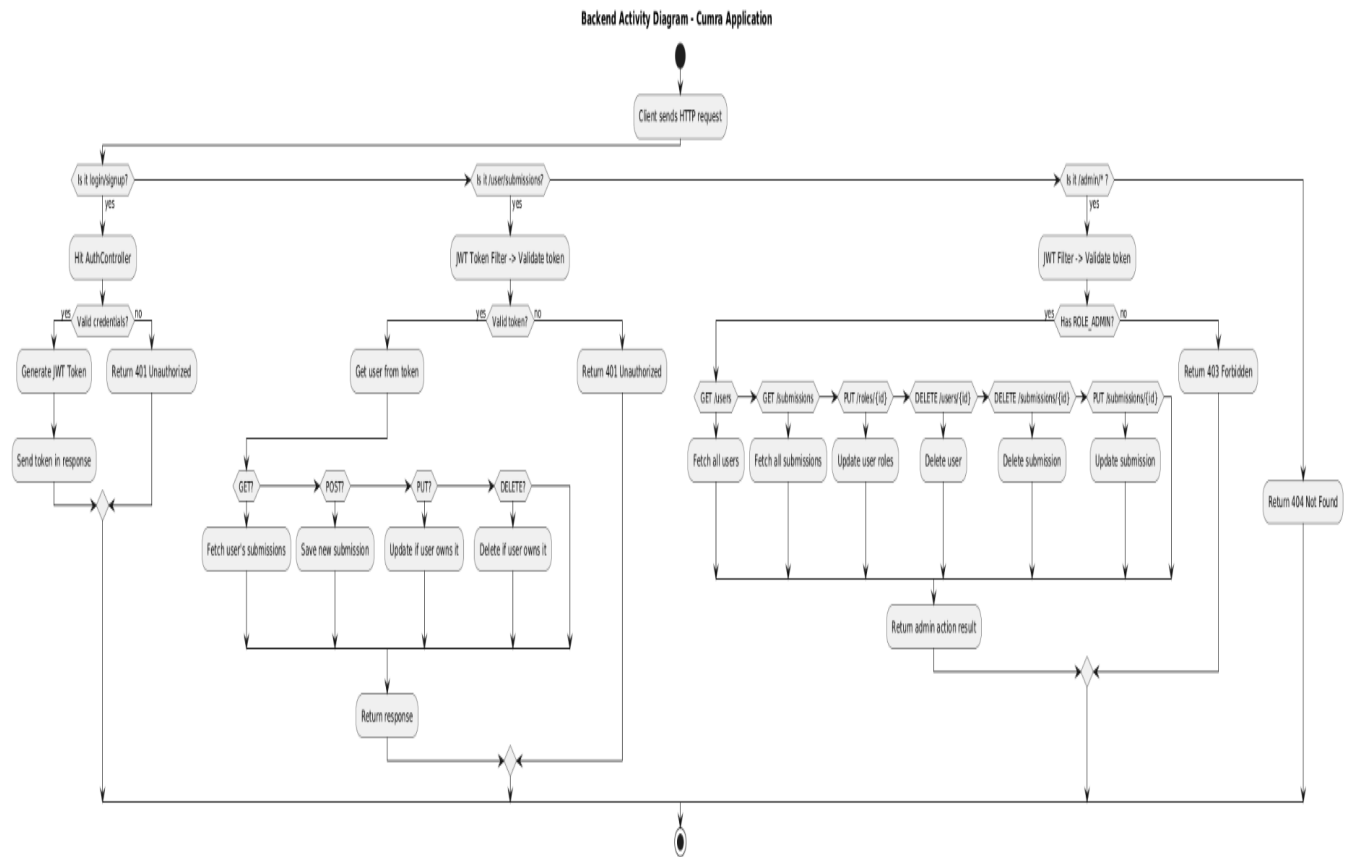 Backend Activity Diagram - Cumra Application
Client sends HTTP request
Is it login/signup?
yes
Hit AuthController
Valid credentials?
yes
no
Generate JWT Token
Return 401 Unauthorized
Send token in response
Is it /user/submissions?
yes
JWT Token Filter -> Validate token
Valid token?
yes
no
Get user from token
Return 401 Unauthorized
GET?
POST?
PUT?
DELETE?
Fetch user's submissions
Save new submission
Update if user owns it
Delete if user owns it
Return response
Is it /admin/* ?
yes
JWT Filter -> Validate token
Has ROLE_ADMIN?
yes
no
Return 403 Forbidden
GET /users
GET /submissions
PUT /roles/{id}
DELETE /users/{id}
DELETE /submissions/{id}
PUT /submissions/{id}
Fetch all users
Fetch all submissions
Update user roles
Delete user
Delete submission
Update submission
Return admin action result
Return 404 Not Found